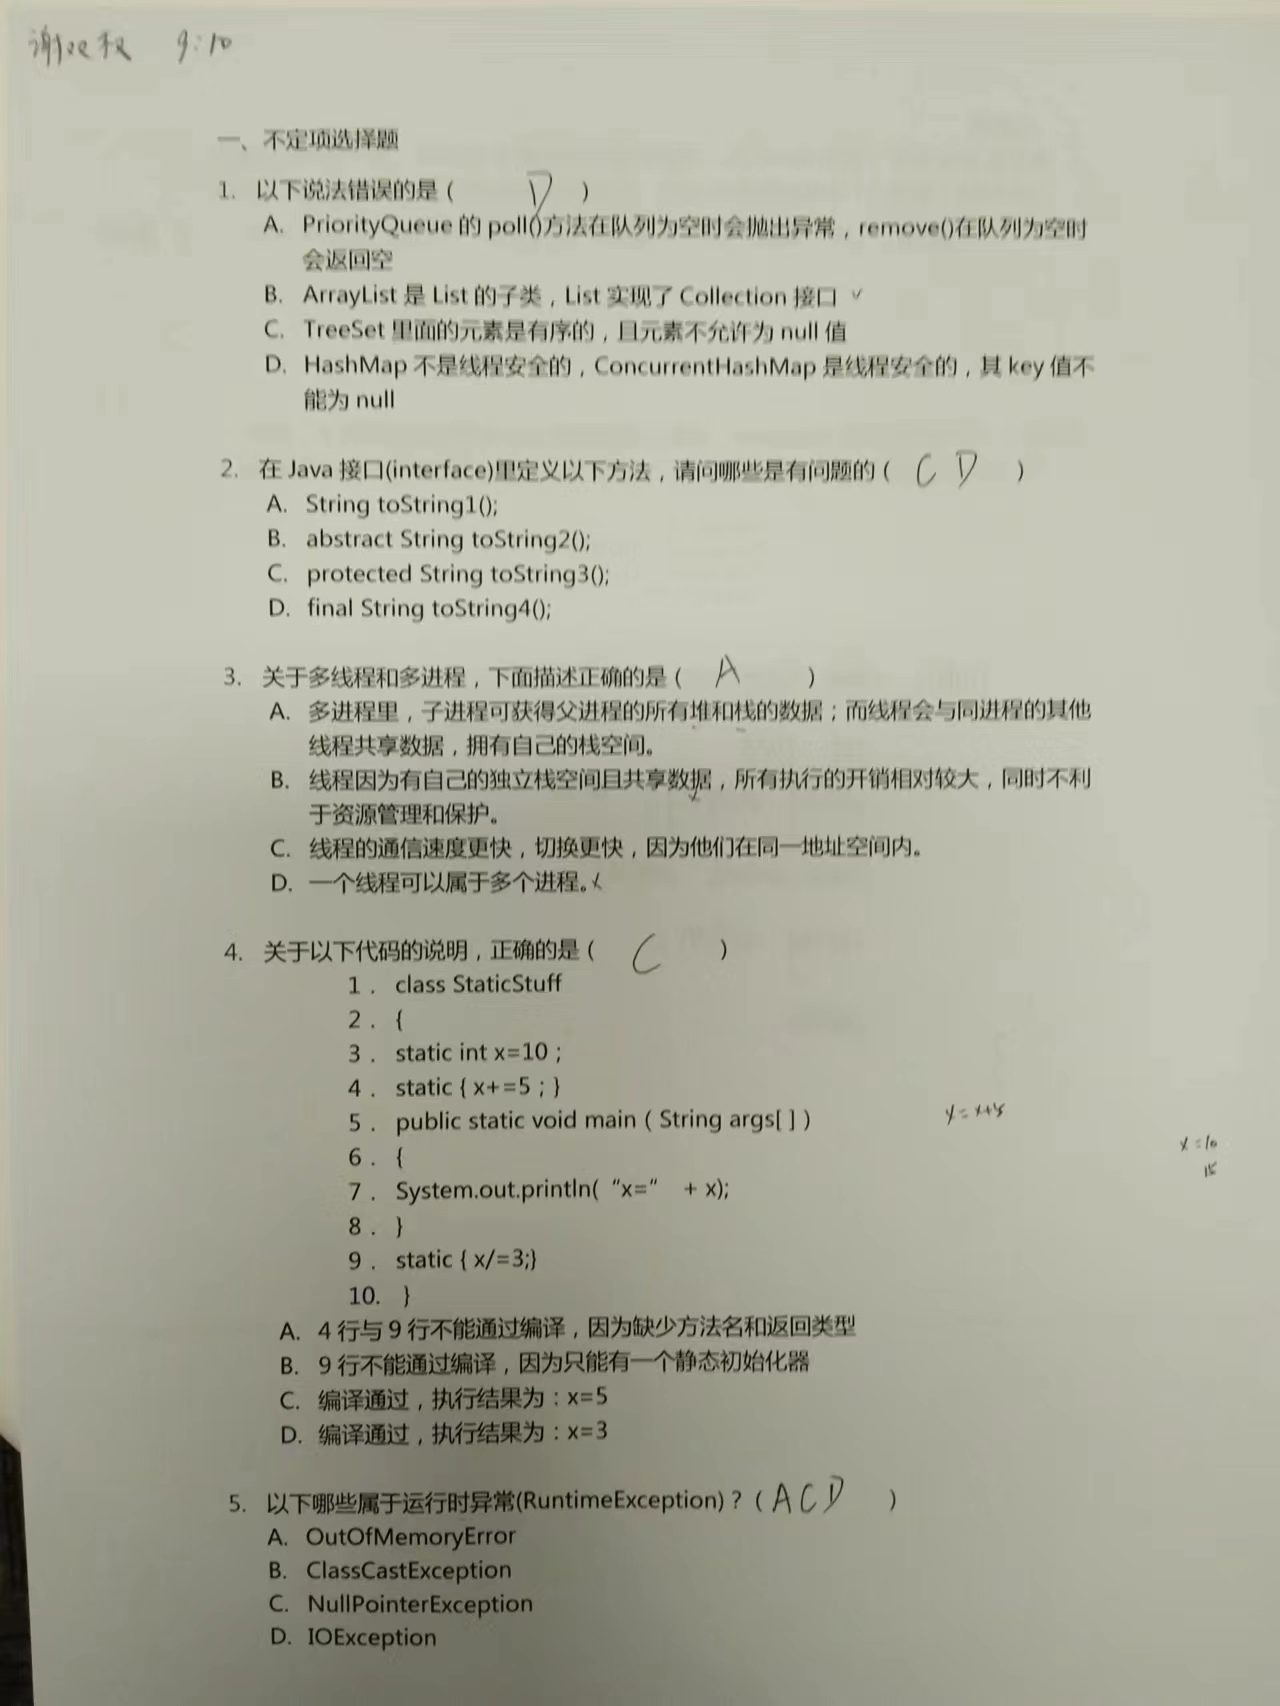 谢双权 9:10
一、不定项选择题
1. 以下说法错误的是( D )
A. PriorityQueue 的 poll()方法在队列为空时会抛出异常，remove()在队列为空时
会返回空
B. ArrayList 是 List 的子类，List 实现了 Collection 接口 ✓
C. TreeSet 里面的元素是有序的，且元素不允许为 null 值
D. HashMap 不是线程安全的，ConcurrentHashMap 是线程安全的，其 key 值不
能为 null
2. 在 Java 接口(interface)里定义以下方法，请问哪些是有问题的( C D )
A. String toString1();
B. abstract String toString2();
C. protected String toString3();
D. final String toString4();
3. 关于多线程和多进程，下面描述正确的是( A )
A. 多进程里，子进程可获得父进程的所有堆和栈的数据；而线程会与同进程的其他
线程共享数据，拥有自己的栈空间。
B. 线程因为有自己的独立栈空间且共享数据，所有执行的开销相对较大，同时不利
于资源管理和保护。
C. 线程的通信速度更快，切换更快，因为他们在同一地址空间内。
D. 一个线程可以属于多个进程。x
4. 关于以下代码的说明，正确的是( C )
1 . class StaticStuff
2 . {
3 . static int x=10 ;
4 . static { x+=5 ; }
5 . public static void main ( String args[ ] )
x=x+5
6 . {
x=10
15
7 . System.out.println( “x=” + x);
8 . }
9 . static { x/=3;}
10. }
A. 4 行与 9 行不能通过编译，因为缺少方法名和返回类型
B. 9 行不能通过编译，因为只能有一个静态初始化器
C. 编译通过，执行结果为：x=5
D. 编译通过，执行结果为：x=3
5. 以下哪些属于运行时异常(RuntimeException)？( A C D )
A. OutOfMemoryError
B. ClassCastException
C. NullPointerException
D. IOException